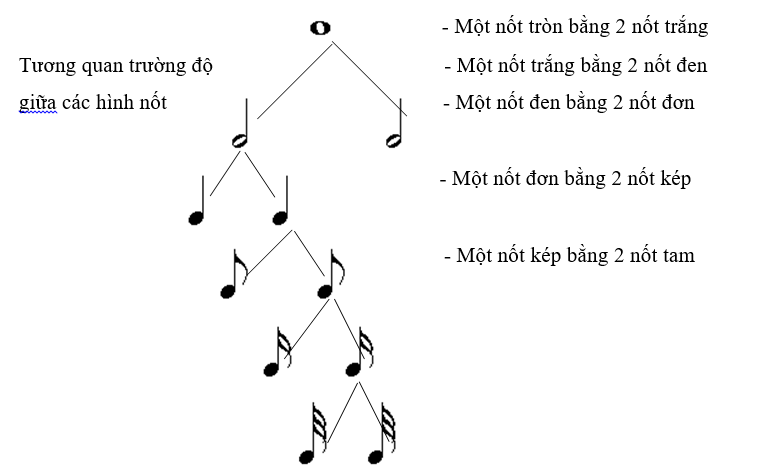 - Một nốt tròn bằng 2 nốt trắng
Tương quan trường độ
- Một nốt trắng bằng 2 nốt đen
giữa các hình nốt
- Một nốt đen bằng 2 nốt đơn
- Một nốt đơn bằng 2 nốt kép
- Một nốt kép bằng 2 nốt tam